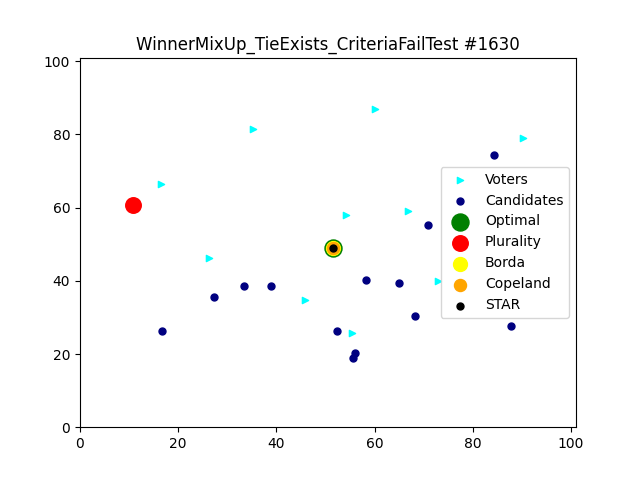 WinnerMixUp_TieExists_CriteriaFailTest #1630
100
80
60
40
20
0
0
20
40
60
80
100
Voters
Candidates
Optimal
Plurality
Borda
Copeland
STAR